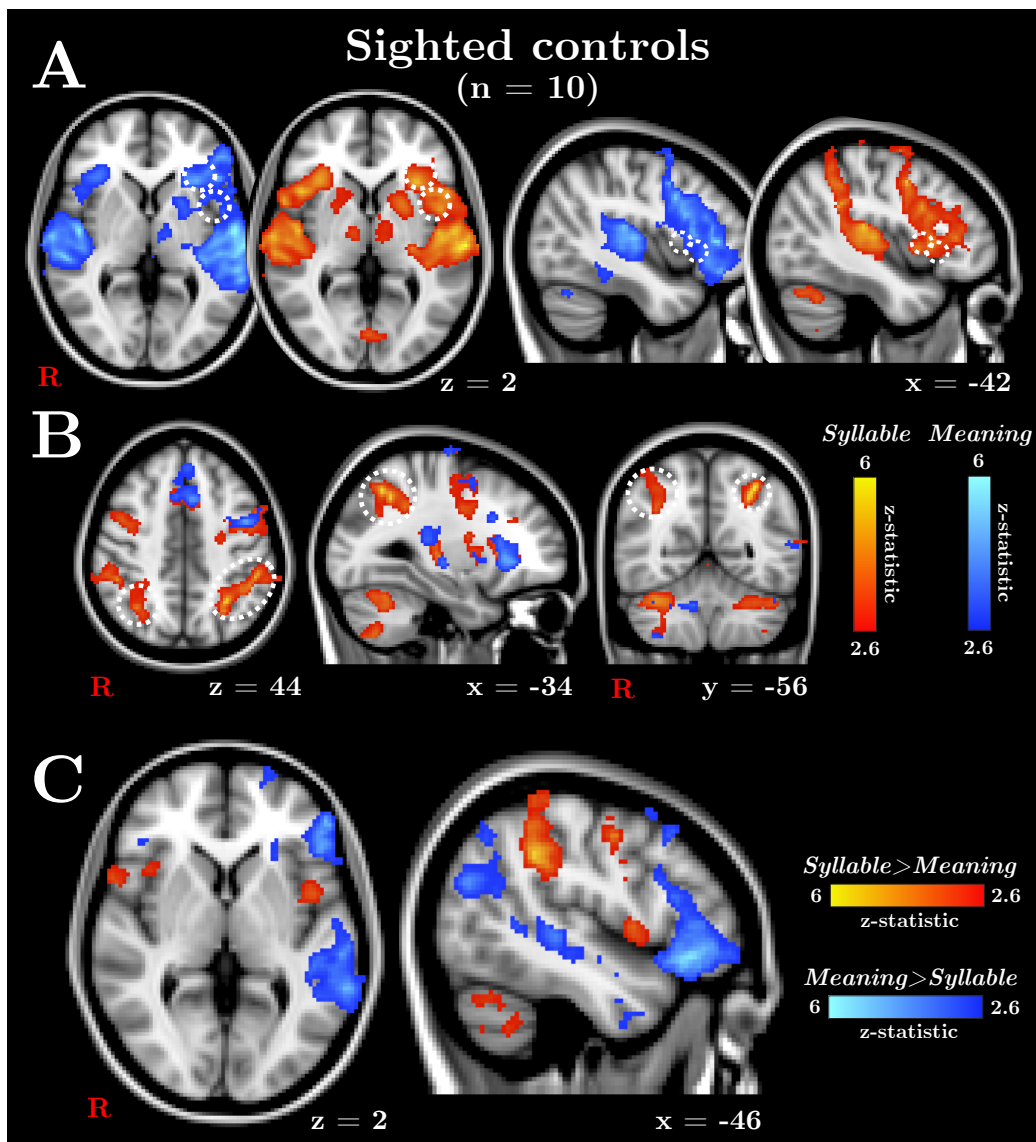 A
Sighted controls
(n = 10)
R
z = 2
x = -42
B
Syllable Meaning
6 6
z-statistic z-statistic
2.6 2.6
R
z = 44
x = -34
R
y = -56
C
Syllable>Meaning
6 2.6
z-statistic
Meaning>Syllable
6 2.6
z-statistic
R
z = 2
x = -46